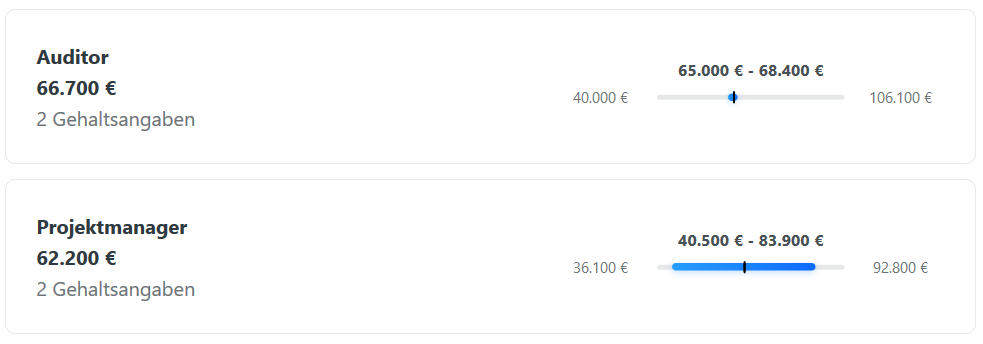 Auditor
66.700 €
2 Gehaltsangaben
65.000 € - 68.400 €
40.000 €
106.100 €
Projektmanager
62.200 €
2 Gehaltsangaben
40.500 € - 83.900 €
36.100 €
92.800 €